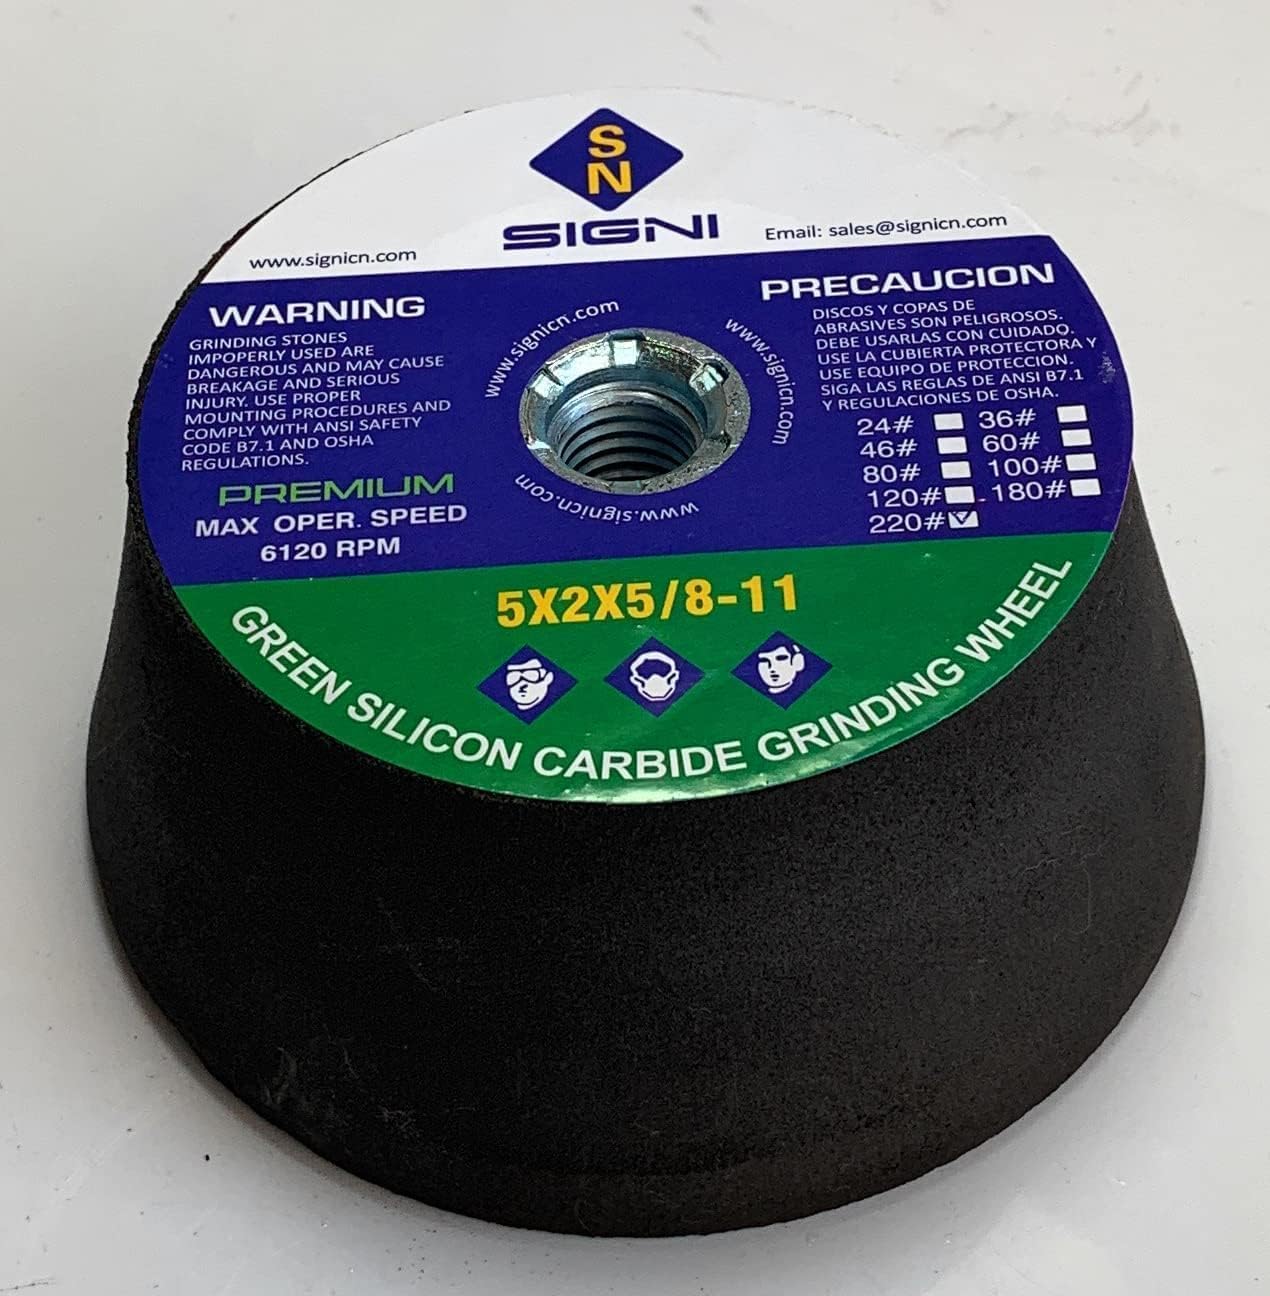 S
N
SIGNI
www.signicn.com
Email: sales@signicn.com
WARNING
GRINDING STONES
IMPOPERLY USED ARE
DANGEROUS AND MAY CAUSE
BREAKAGE AND SERIOUS
INJURY. USE PROPER
MOUNTING PROCEDURES AND
COMPLY WITH ANSI SAFETY
CODE B7.1 AND OSHA
REGULATIONS.
PREMIUM
MAX OPER. SPEED
6120 RPM
www.signicn.com
www.signicn.com
www.signicn.com
PRECAUCION
DISCOS Y COPAS DE
ABRASIVES SON PELIGROSOS.
DEBE USARLAS CON CUIDADO.
USE LA CUBIERTA PROTECTORA Y
USE EQUIPO DE PROTECCION.
SIGA LAS REGLAS DE ANSI B7.1
Y REGULACIONES DE OSHA.
24# 36#
46# 60#
80# 100#
120# 180#
220#
5X2X5/8-11
GREEN SILICON CARBIDE GRINDING WHEEL